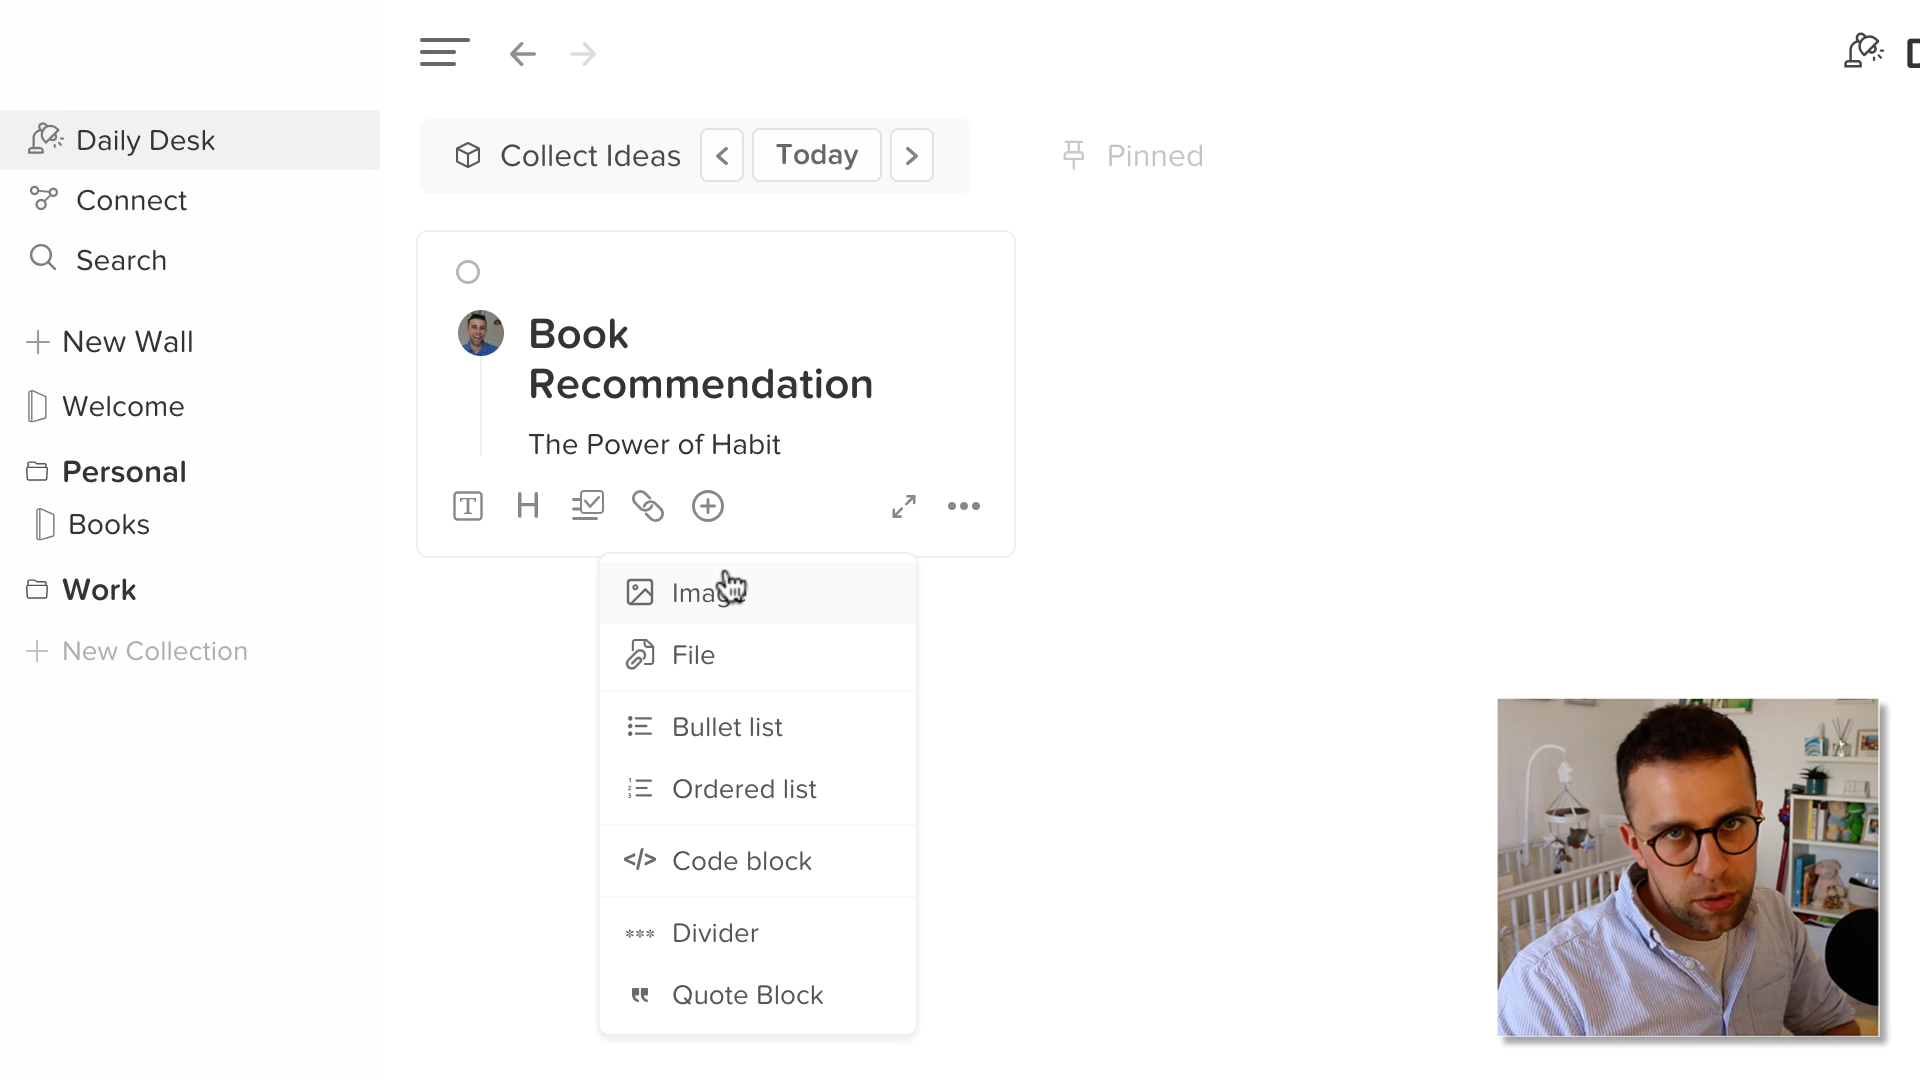 Daily Desk
Connect
Search
New Wall
Welcome
Personal
Books
Work
New Collection
Collect Ideas
Today
Pinned
Book
Recommendation
The Power of Habit
T
H
Image
File
Bullet list
Ordered list
Code block
Divider
Quote Block